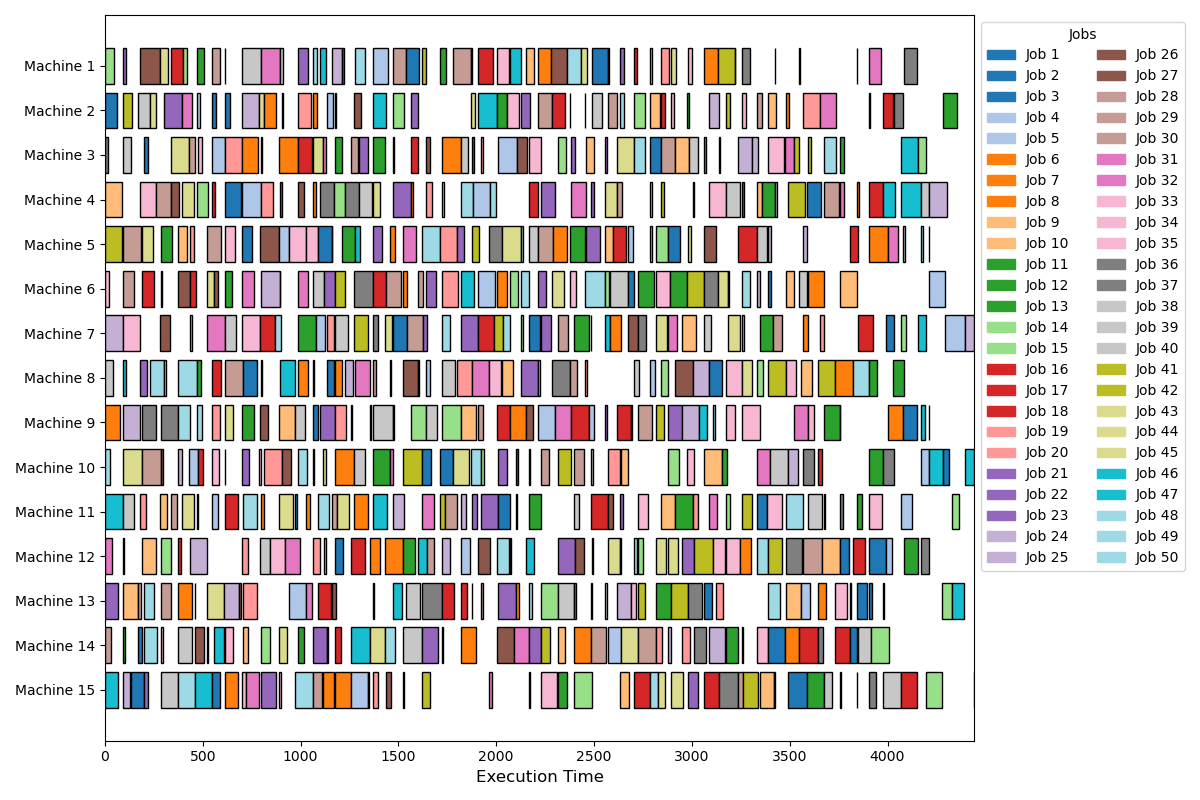 Machine 1
Machine 2
Machine 3
Machine 4
Machine 5
Machine 6
Machine 7
Machine 8
Machine 9
Machine 10
Machine 11
Machine 12
Machine 13
Machine 14
Machine 15
0 500 1000 1500 2000 2500 3000 3500 4000
Execution Time
Jobs
Job 1
Job 2
Job 3
Job 4
Job 5
Job 6
Job 7
Job 8
Job 9
Job 10
Job 11
Job 12
Job 13
Job 14
Job 15
Job 16
Job 17
Job 18
Job 19
Job 20
Job 21
Job 22
Job 23
Job 24
Job 25
Job 26
Job 27
Job 28
Job 29
Job 30
Job 31
Job 32
Job 33
Job 34
Job 35
Job 36
Job 37
Job 38
Job 39
Job 40
Job 41
Job 42
Job 43
Job 44
Job 45
Job 46
Job 47
Job 48
Job 49
Job 50